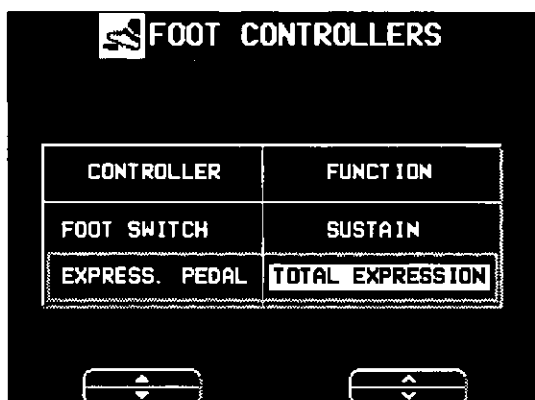 FOOT CONTROLLERS
CONTROLLER FUNCTION
FOOT SWITCH SUSTAIN
EXPRESS. PEDAL TOTAL EXPRESSION